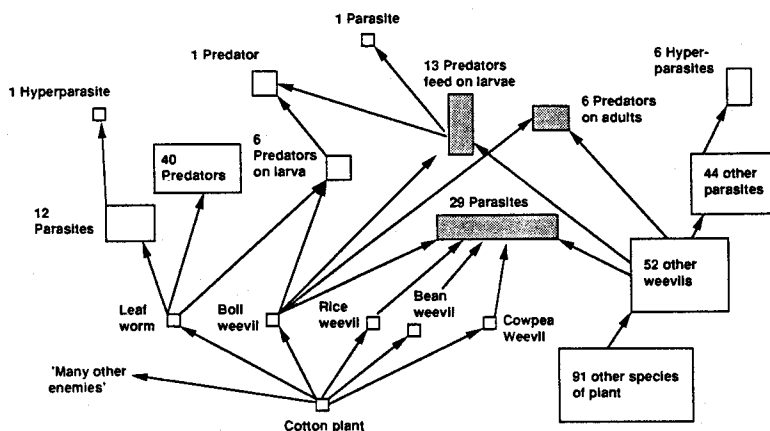 1 Parasite
1 Predator
13 Predators
feed on larvae
6 Hyper-
parasites
1 Hyperparasite
6 Predators
on adults
40
Predators
6
Predators
on larva
44 other
parasites
12
Parasites
29 Parasites
52 other
weevils
Leaf
worm
Boll
weevil
Rice
weevil
Bean
weevil
Cowpea
Weevil
'Many other
enemies'
91 other species
of plant
Cotton plant